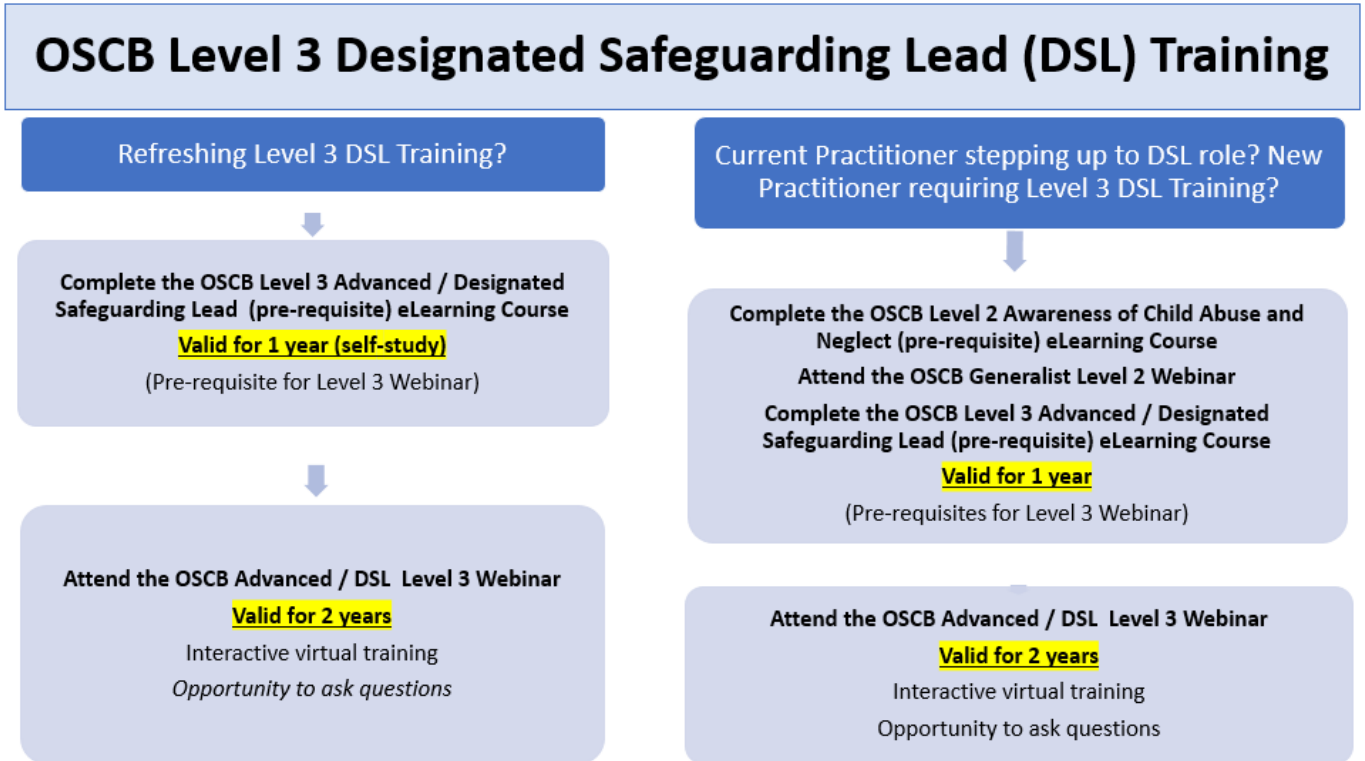 OSCB Level 3 Designated Safeguarding Lead (DSL) Training
Refreshing Level 3 DSL Training?
Complete the OSCB Level 3 Advanced / Designated
Safeguarding Lead (pre-requisite) eLearning Course
Valid for 1 year (self-study)
(Pre-requisite for Level 3 Webinar)
Attend the OSCB Advanced / DSL Level 3 Webinar
Valid for 2 years
Interactive virtual training
Opportunity to ask questions
Current Practitioner stepping up to DSL role? New
Practitioner requiring Level 3 DSL Training?
Complete the OSCB Level 2 Awareness of Child Abuse and
Neglect (pre-requisite) eLearning Course
Attend the OSCB Generalist Level 2 Webinar
Complete the OSCB Level 3 Advanced / Designated
Safeguarding Lead (pre-requisite) eLearning Course
Valid for 1 year
(Pre-requisites for Level 3 Webinar)
Attend the OSCB Advanced / DSL Level 3 Webinar
Valid for 2 years
Interactive virtual training
Opportunity to ask questions